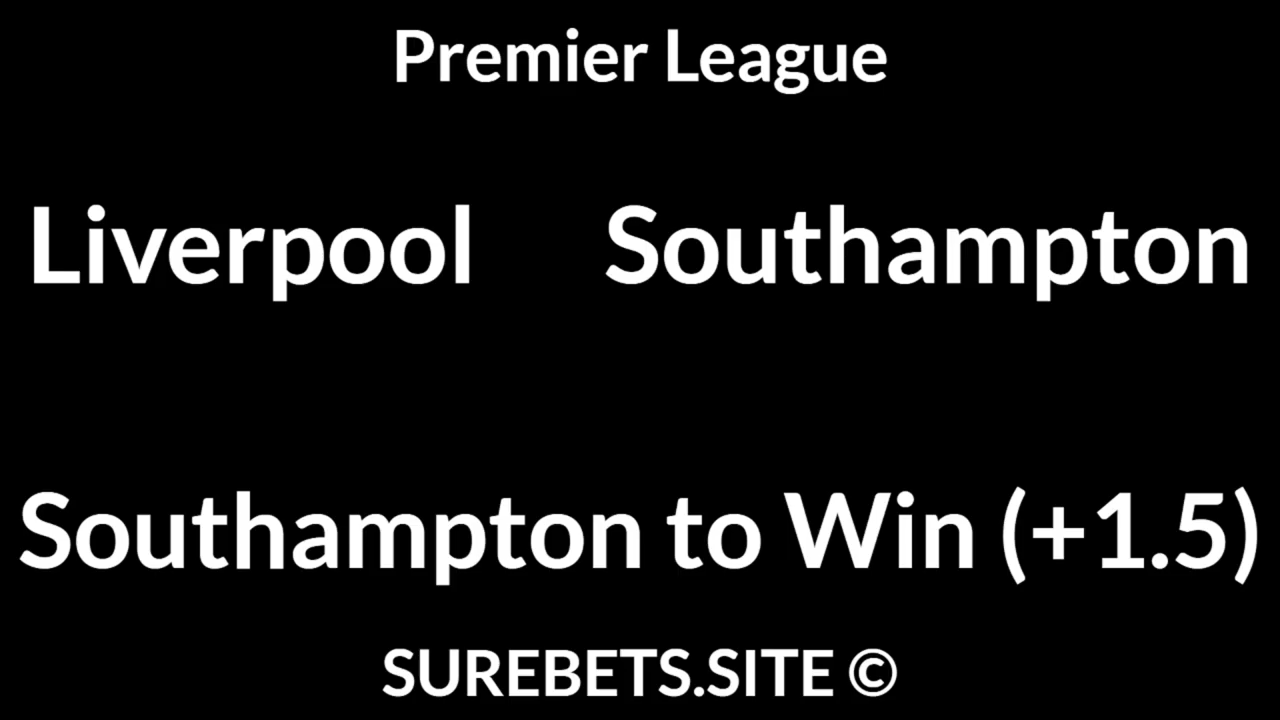 Premier League
Liverpool Southampton
Southampton to Win (+1.5)
SUREBETS.SITE ©